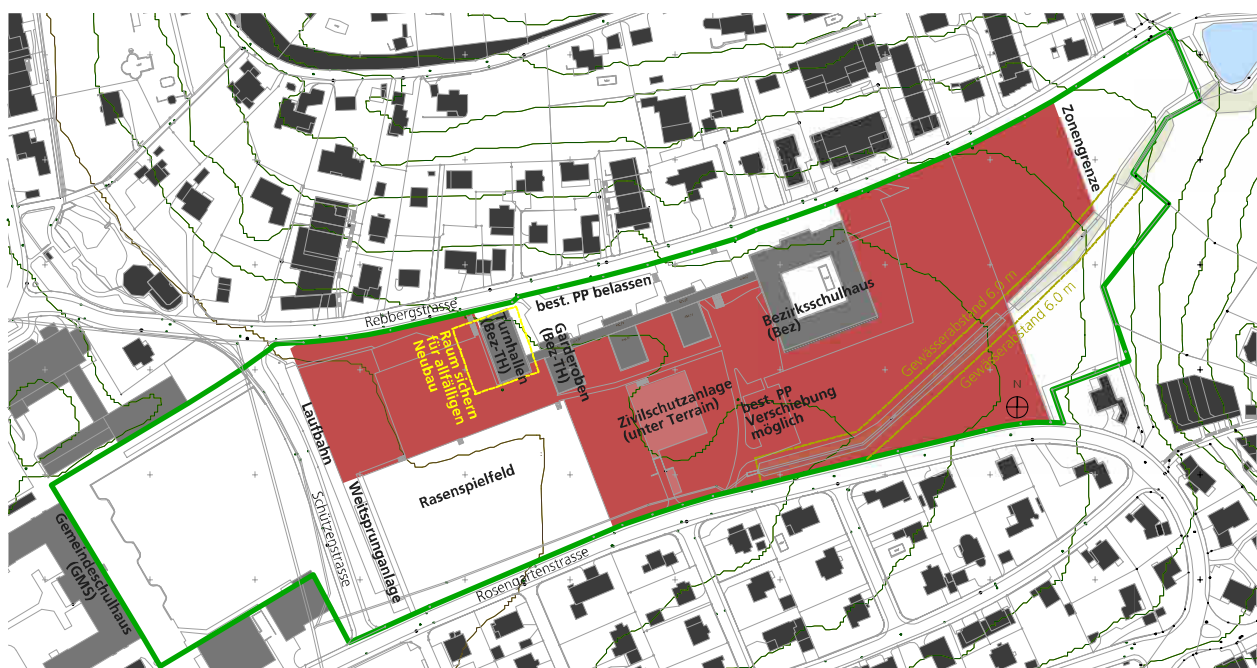 Zonengrenze
Rebbergstrasse
best. PP belassen
Bezirksschulhaus
(Bez)
Turnhallen
(Bez-TH)
Garderoben
(Bez-TH)
Raum sichern
für allfälligen
Neubau
Gewässerabstand 6.0 m
Gewässerabstand 6.0 m
N
Zivilschutzanlage
(unter Terrain)
best. PP
Verschiebung
möglich
Laufbahn
Rasenspielfeld
Weitsprunganlage
Schützenstrasse
Rosengartenstrasse
Gemeindeschulhaus
(GMS)